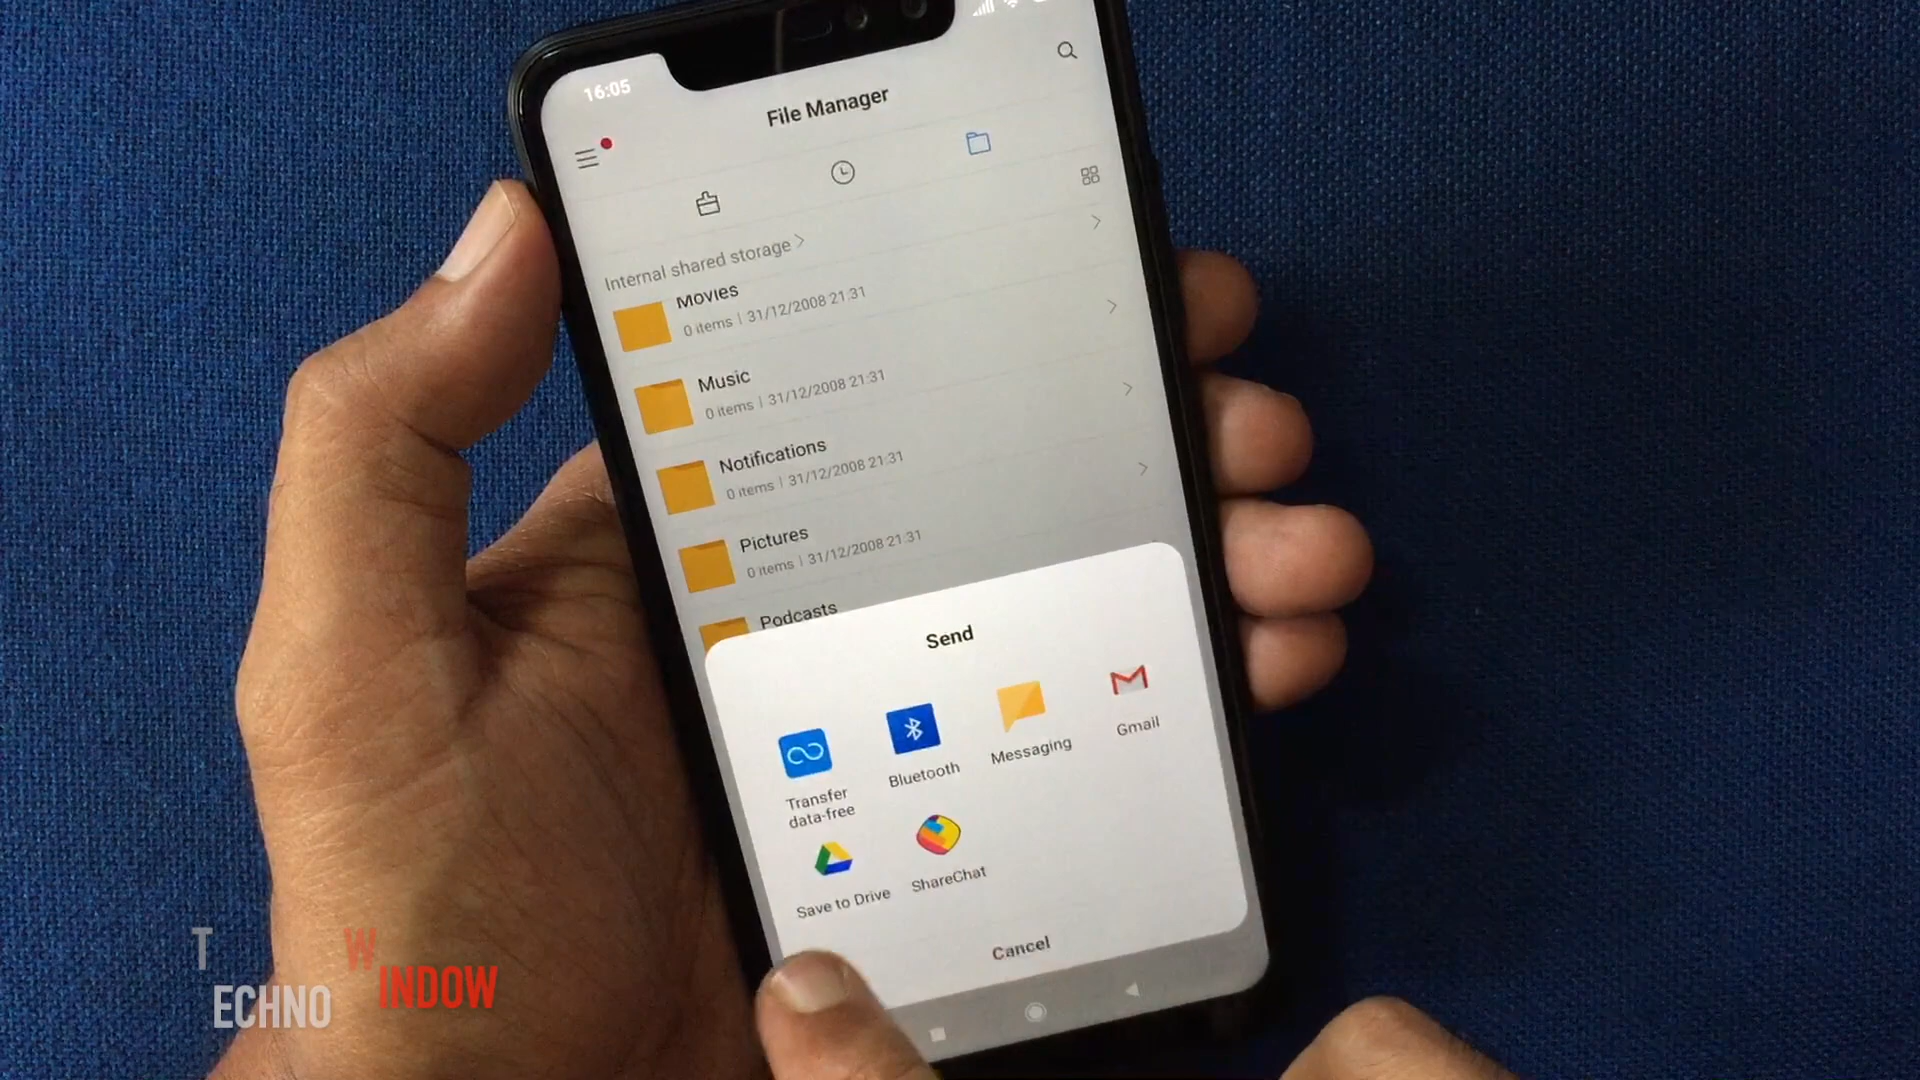 16:05
File Manager
Internal shared storage
Movies
0 items | 31/12/2008 21:31
Music
0 items | 31/12/2008 21:31
Notifications
0 items | 31/12/2008 21:31
Pictures
0 items | 31/12/2008 21:31
Podcasts
Send
Transfer
data-free
Bluetooth
Messaging
Gmail
Save to Drive
ShareChat
Cancel
TECHNO WINDOW